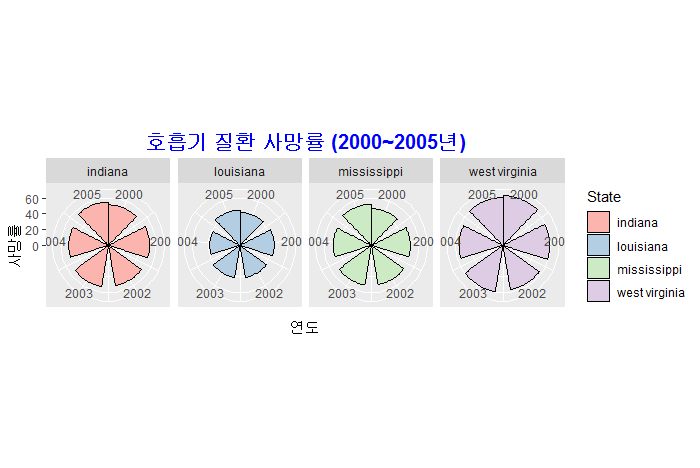 호흡기 질환 사망률 (2000~2005년)
indiana
louisiana
mississippi
west virginia
사망률
60
40
20
0
2005 2000
004 200
2003 2002
2005 2000
004 200
2003 2002
2005 2000
004 200
2003 2002
2005 2000
004 200
2003 2002
연도
State
indiana
louisiana
mississippi
west virginia